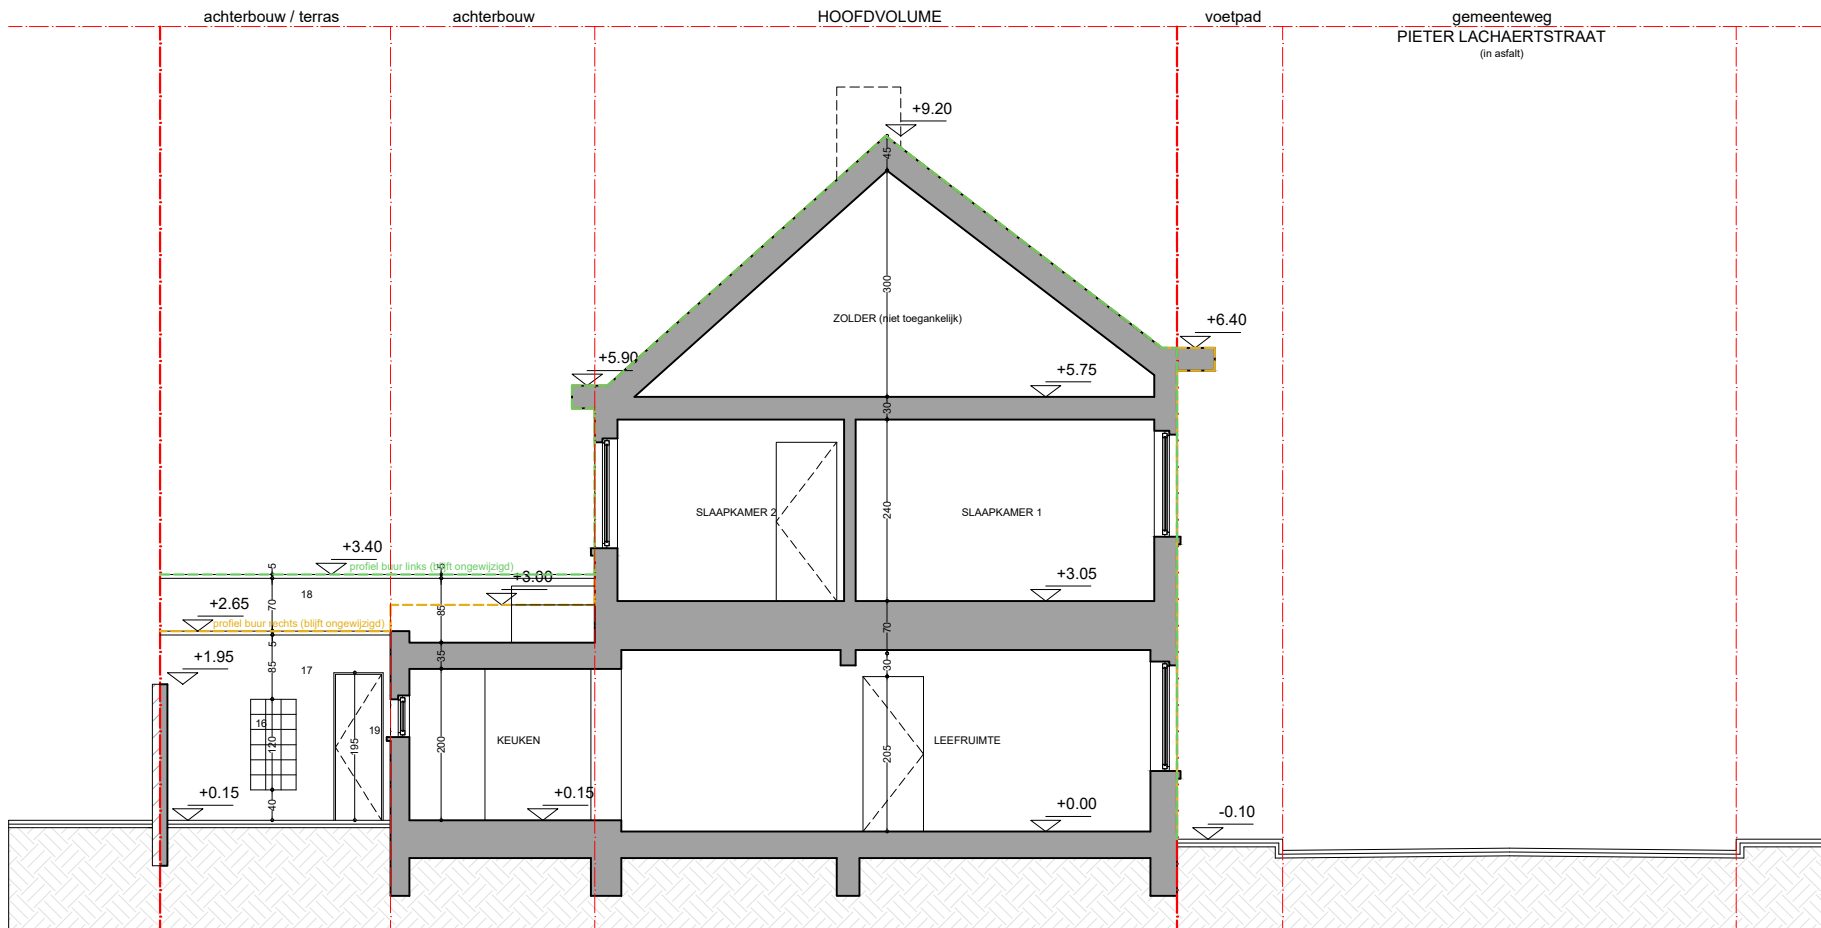 achterbouw / terras
achterbouw
HOOFDVOLUME
voetpad
gemeenteweg
PIETER LACHAERTSTRAAT
(in asfalt)
+9.20
45
300
ZOLDER (niet toegankelijk)
+6.40
+5.90
+5.75
30
SLAAPKAMER 2
240
SLAAPKAMER 1
+3.40
5
profiel buur links (blijft ongewijzigd)
+3.00
+3.05
18
70
85
+2.65
profiel buur rechts (blijft ongewijzigd)
70
5
+1.95
85
17
35
30
16
120
19
195
200
KEUKEN
LEEFRUIMTE
205
+0.15
40
+0.15
+0.00
-0.10